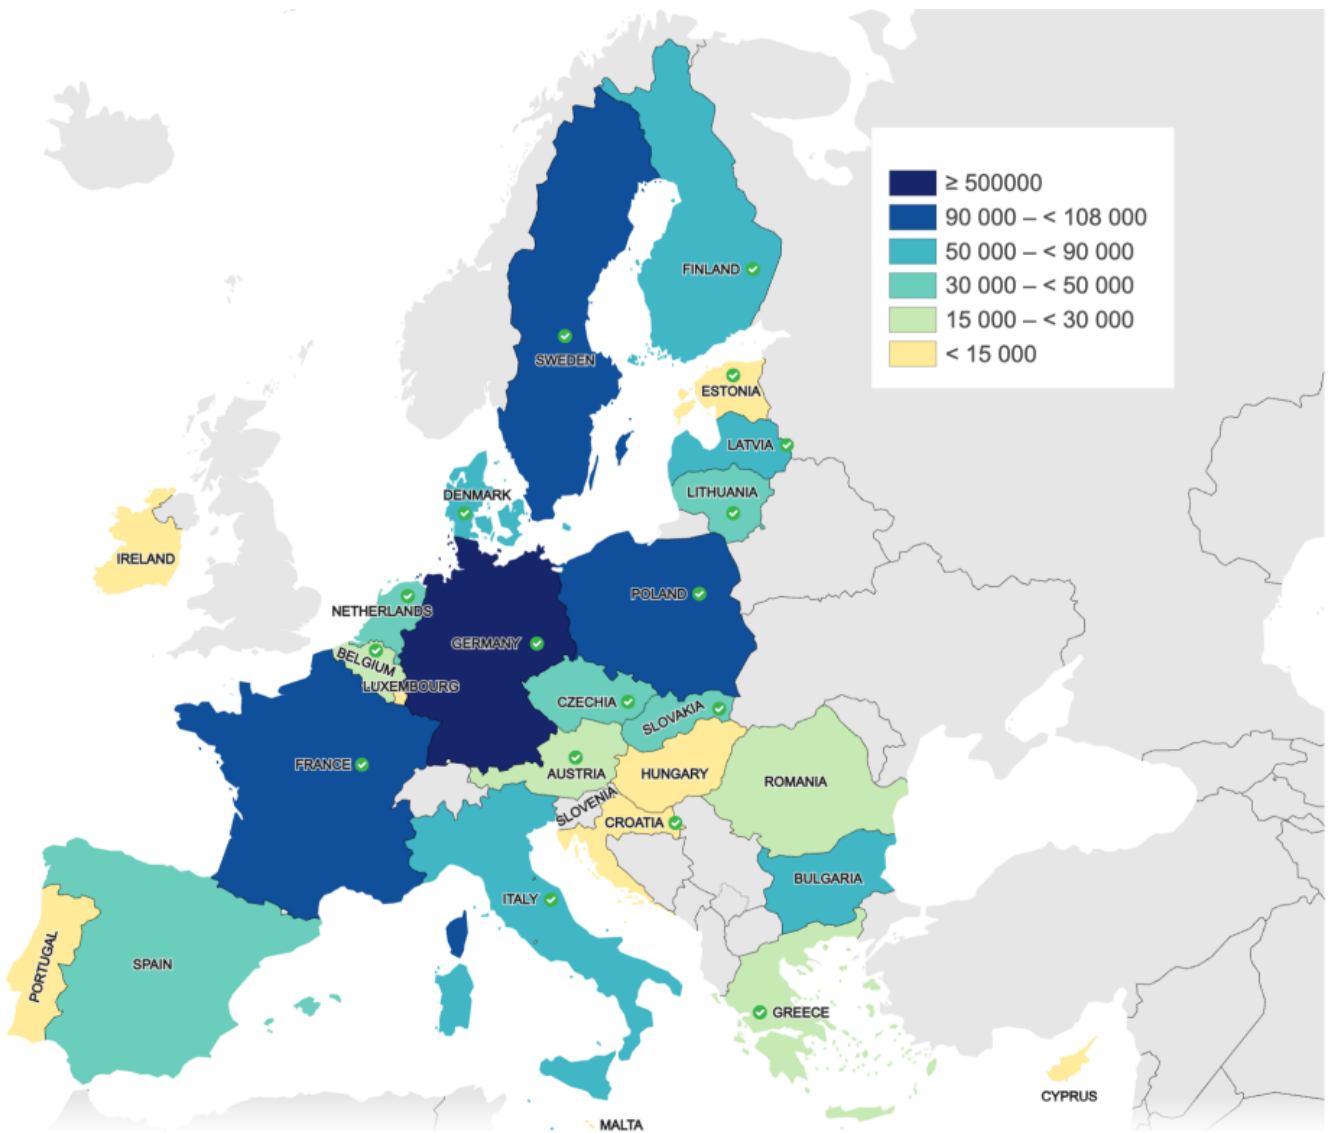 ≥ 500000
90 000 – < 108 000
50 000 – < 90 000
30 000 – < 50 000
15 000 – < 30 000
< 15 000
FINLAND
SWEDEN
ESTONIA
LATVIA
DENMARK
LITHUANIA
IRELAND
POLAND
NETHERLANDS
GERMANY
BELGIUM
LUXEMBOURG
CZECHIA
SLOVAKIA
FRANCE
AUSTRIA
HUNGARY
ROMANIA
SLOVENIA
CROATIA
BULGARIA
ITALY
PORTUGAL
SPAIN
GREECE
CYPRUS
MALTA